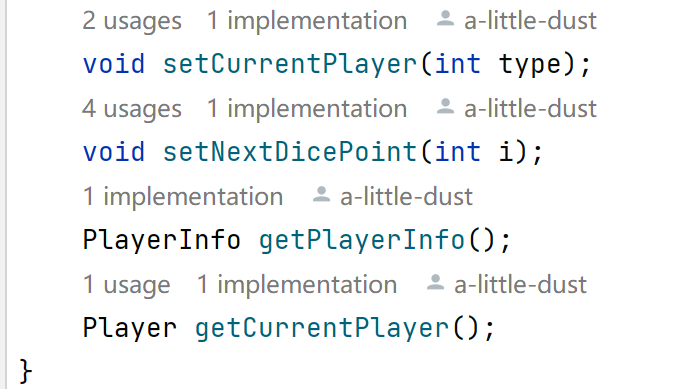 2 usages 1 implementation a-little-dust
void setCurrentPlayer(int type);
4 usages 1 implementation a-little-dust
void setNextDicePoint(int i);
1 implementation a-little-dust
PlayerInfo getPlayerInfo();
1 usage 1 implementation a-little-dust
Player getCurrentPlayer();
}